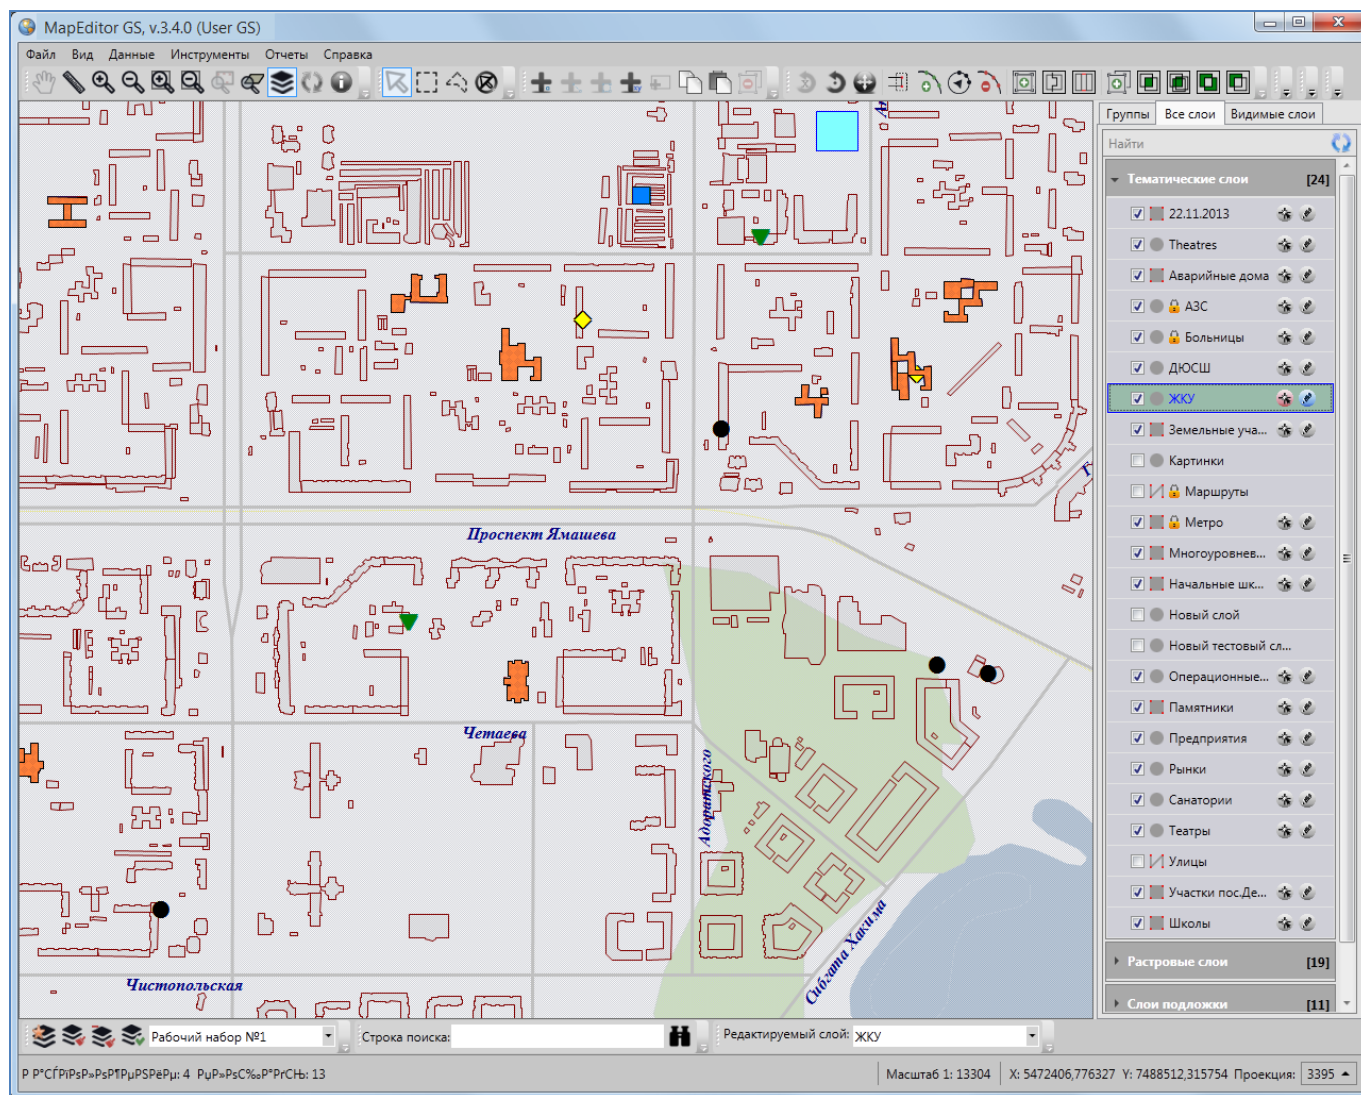 MapEditor GS, v.3.4.0 (User GS)
Файл Вид Данные Инструменты Отчеты Справка
Группы Все слои Видимые слои
Найти
Тематические слои [24]
22.11.2013
Theatres
Аварийные дома
АЗС
Больницы
ДЮСШ
ЖКУ
Земельные уча...
Картинки
Маршруты
Метро
Многоуровнев...
Начальные шк...
Новый слой
Новый тестовый сл...
Операционные...
Памятники
Предприятия
Рынки
Санатории
Театры
Улицы
Участки пос.Де...
Школы
Растровые слои [19]
Слои подложки [11]
Проспект Ямашева
Четаева
Адоратского
Сибгата Хакима
Чистопольская
Рабочий набор №1 Строка поиска: Редактируемый слой: ЖКУ
Масштаб 1: 13304 X: 5472406,776327 Y: 7488512,315754 Проекция: 3395